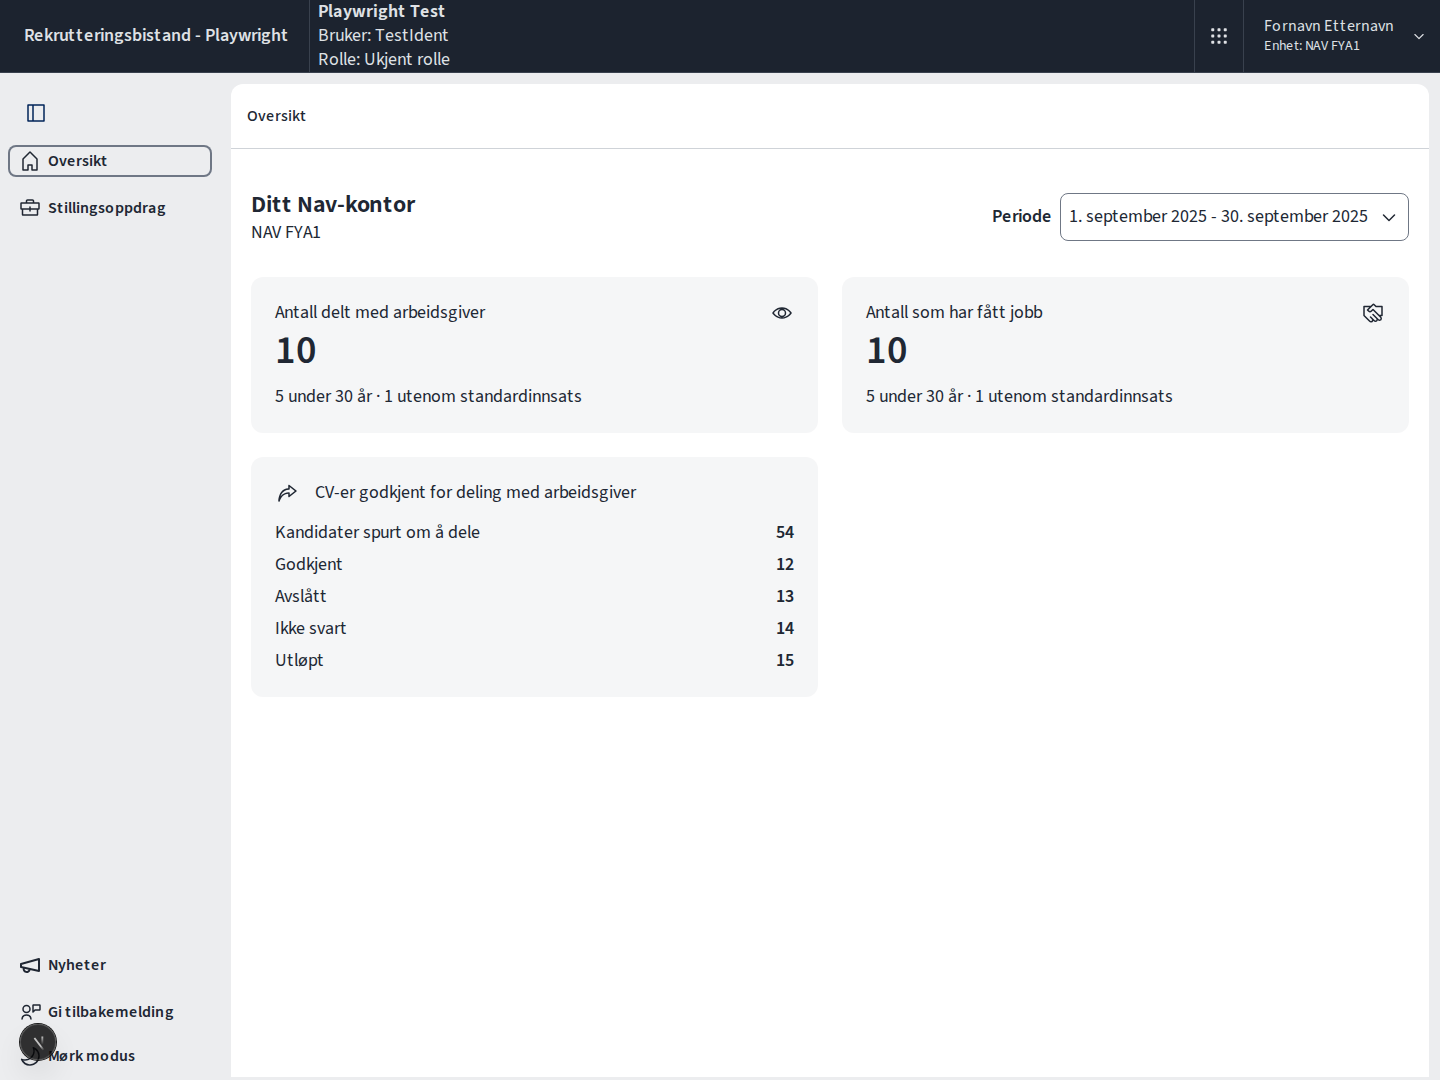 Rekrutteringsbistand - Playwright
Playwright Test
Bruker: TestIdent
Rolle: Ukjent rolle
Fornavn Etternavn
Enhet: NAV FYA1
Oversikt
Stillingsoppdrag
Oversikt
Ditt Nav-kontor
NAV FYA1
Periode
1. september 2025 - 30. september 2025
Antall delt med arbeidsgiver
10
5 under 30 år · 1 utenom standardinnsats
Antall som har fått jobb
10
5 under 30 år · 1 utenom standardinnsats
CV-er godkjent for deling med arbeidsgiver
Kandidater spurt om å dele 54
Godkjent 12
Avslått 13
Ikke svart 14
Utløpt 15
Nyheter
Gi tilbakemelding
Mørk modus